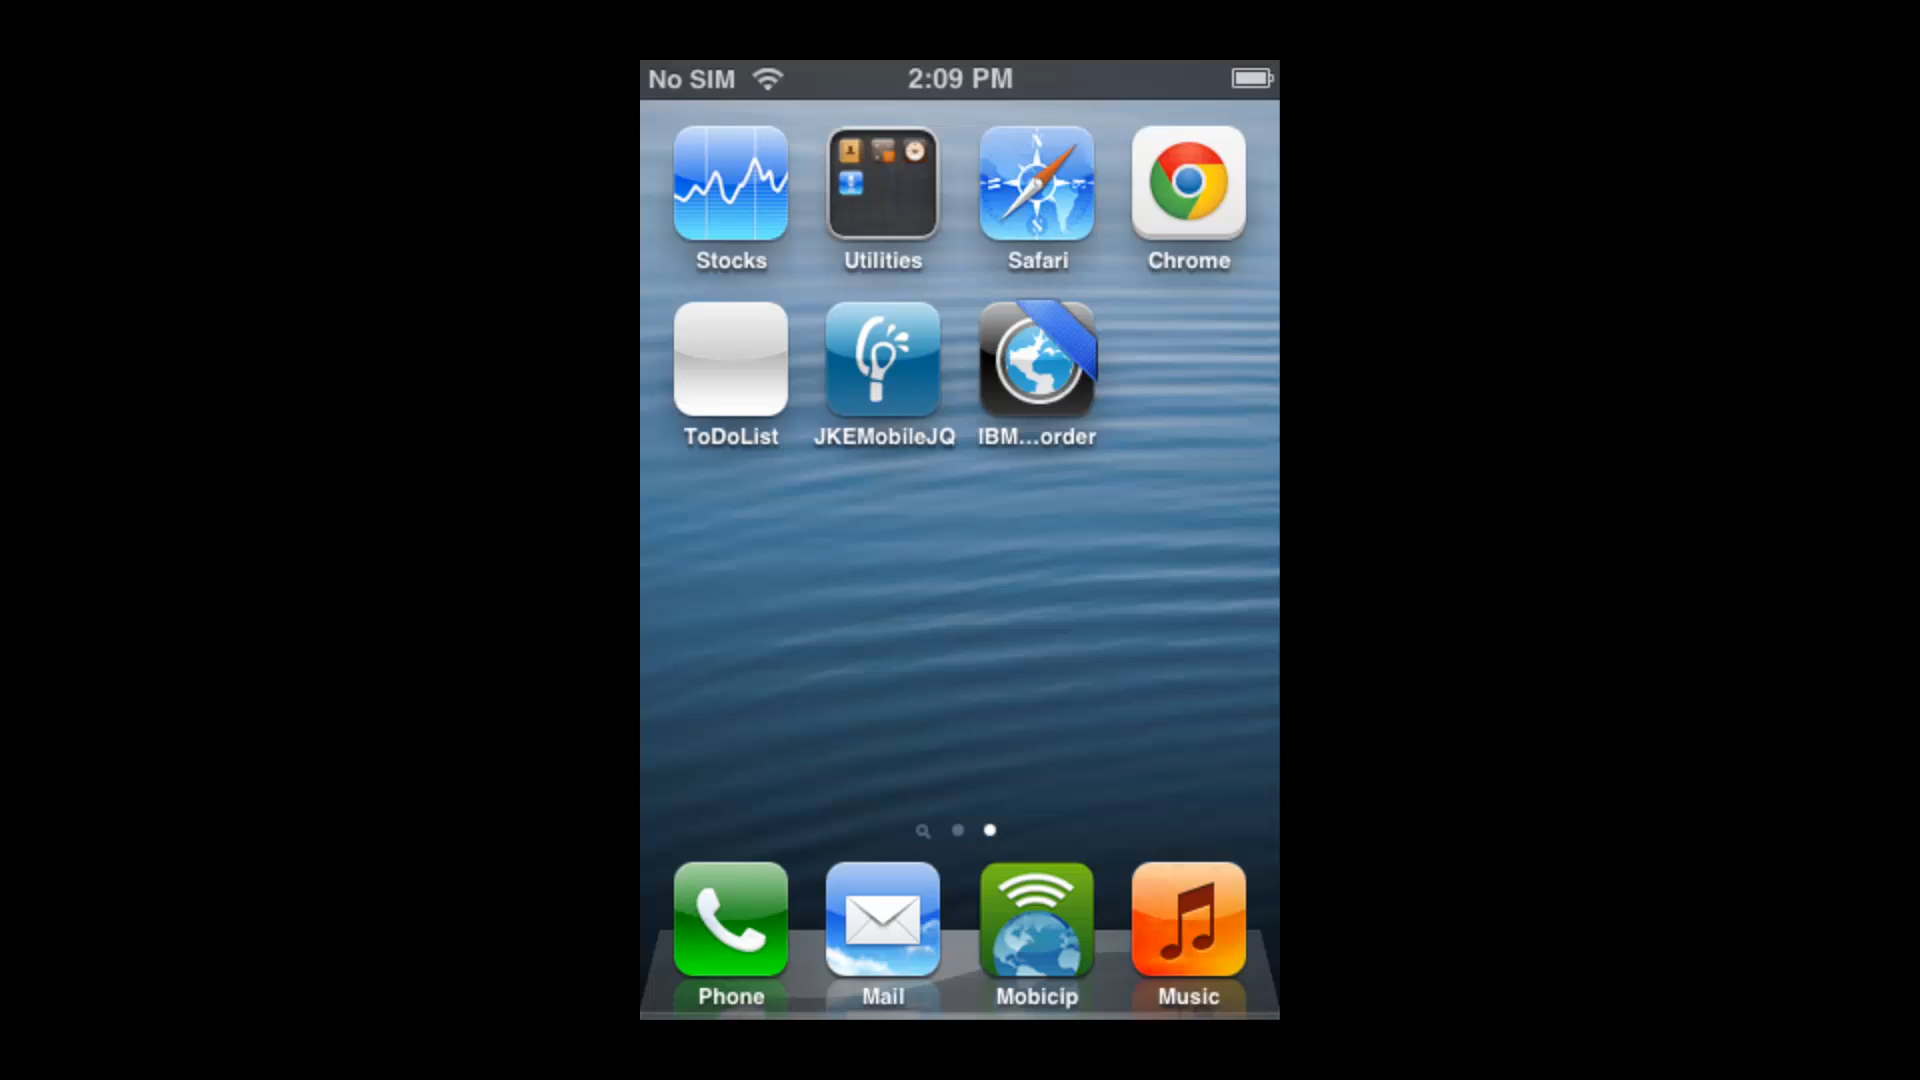 No SIM 2:09 PM
Stocks Utilities Safari Chrome
ToDoList JKEMobileJQ IBM...order
Phone Mail Mobicip Music